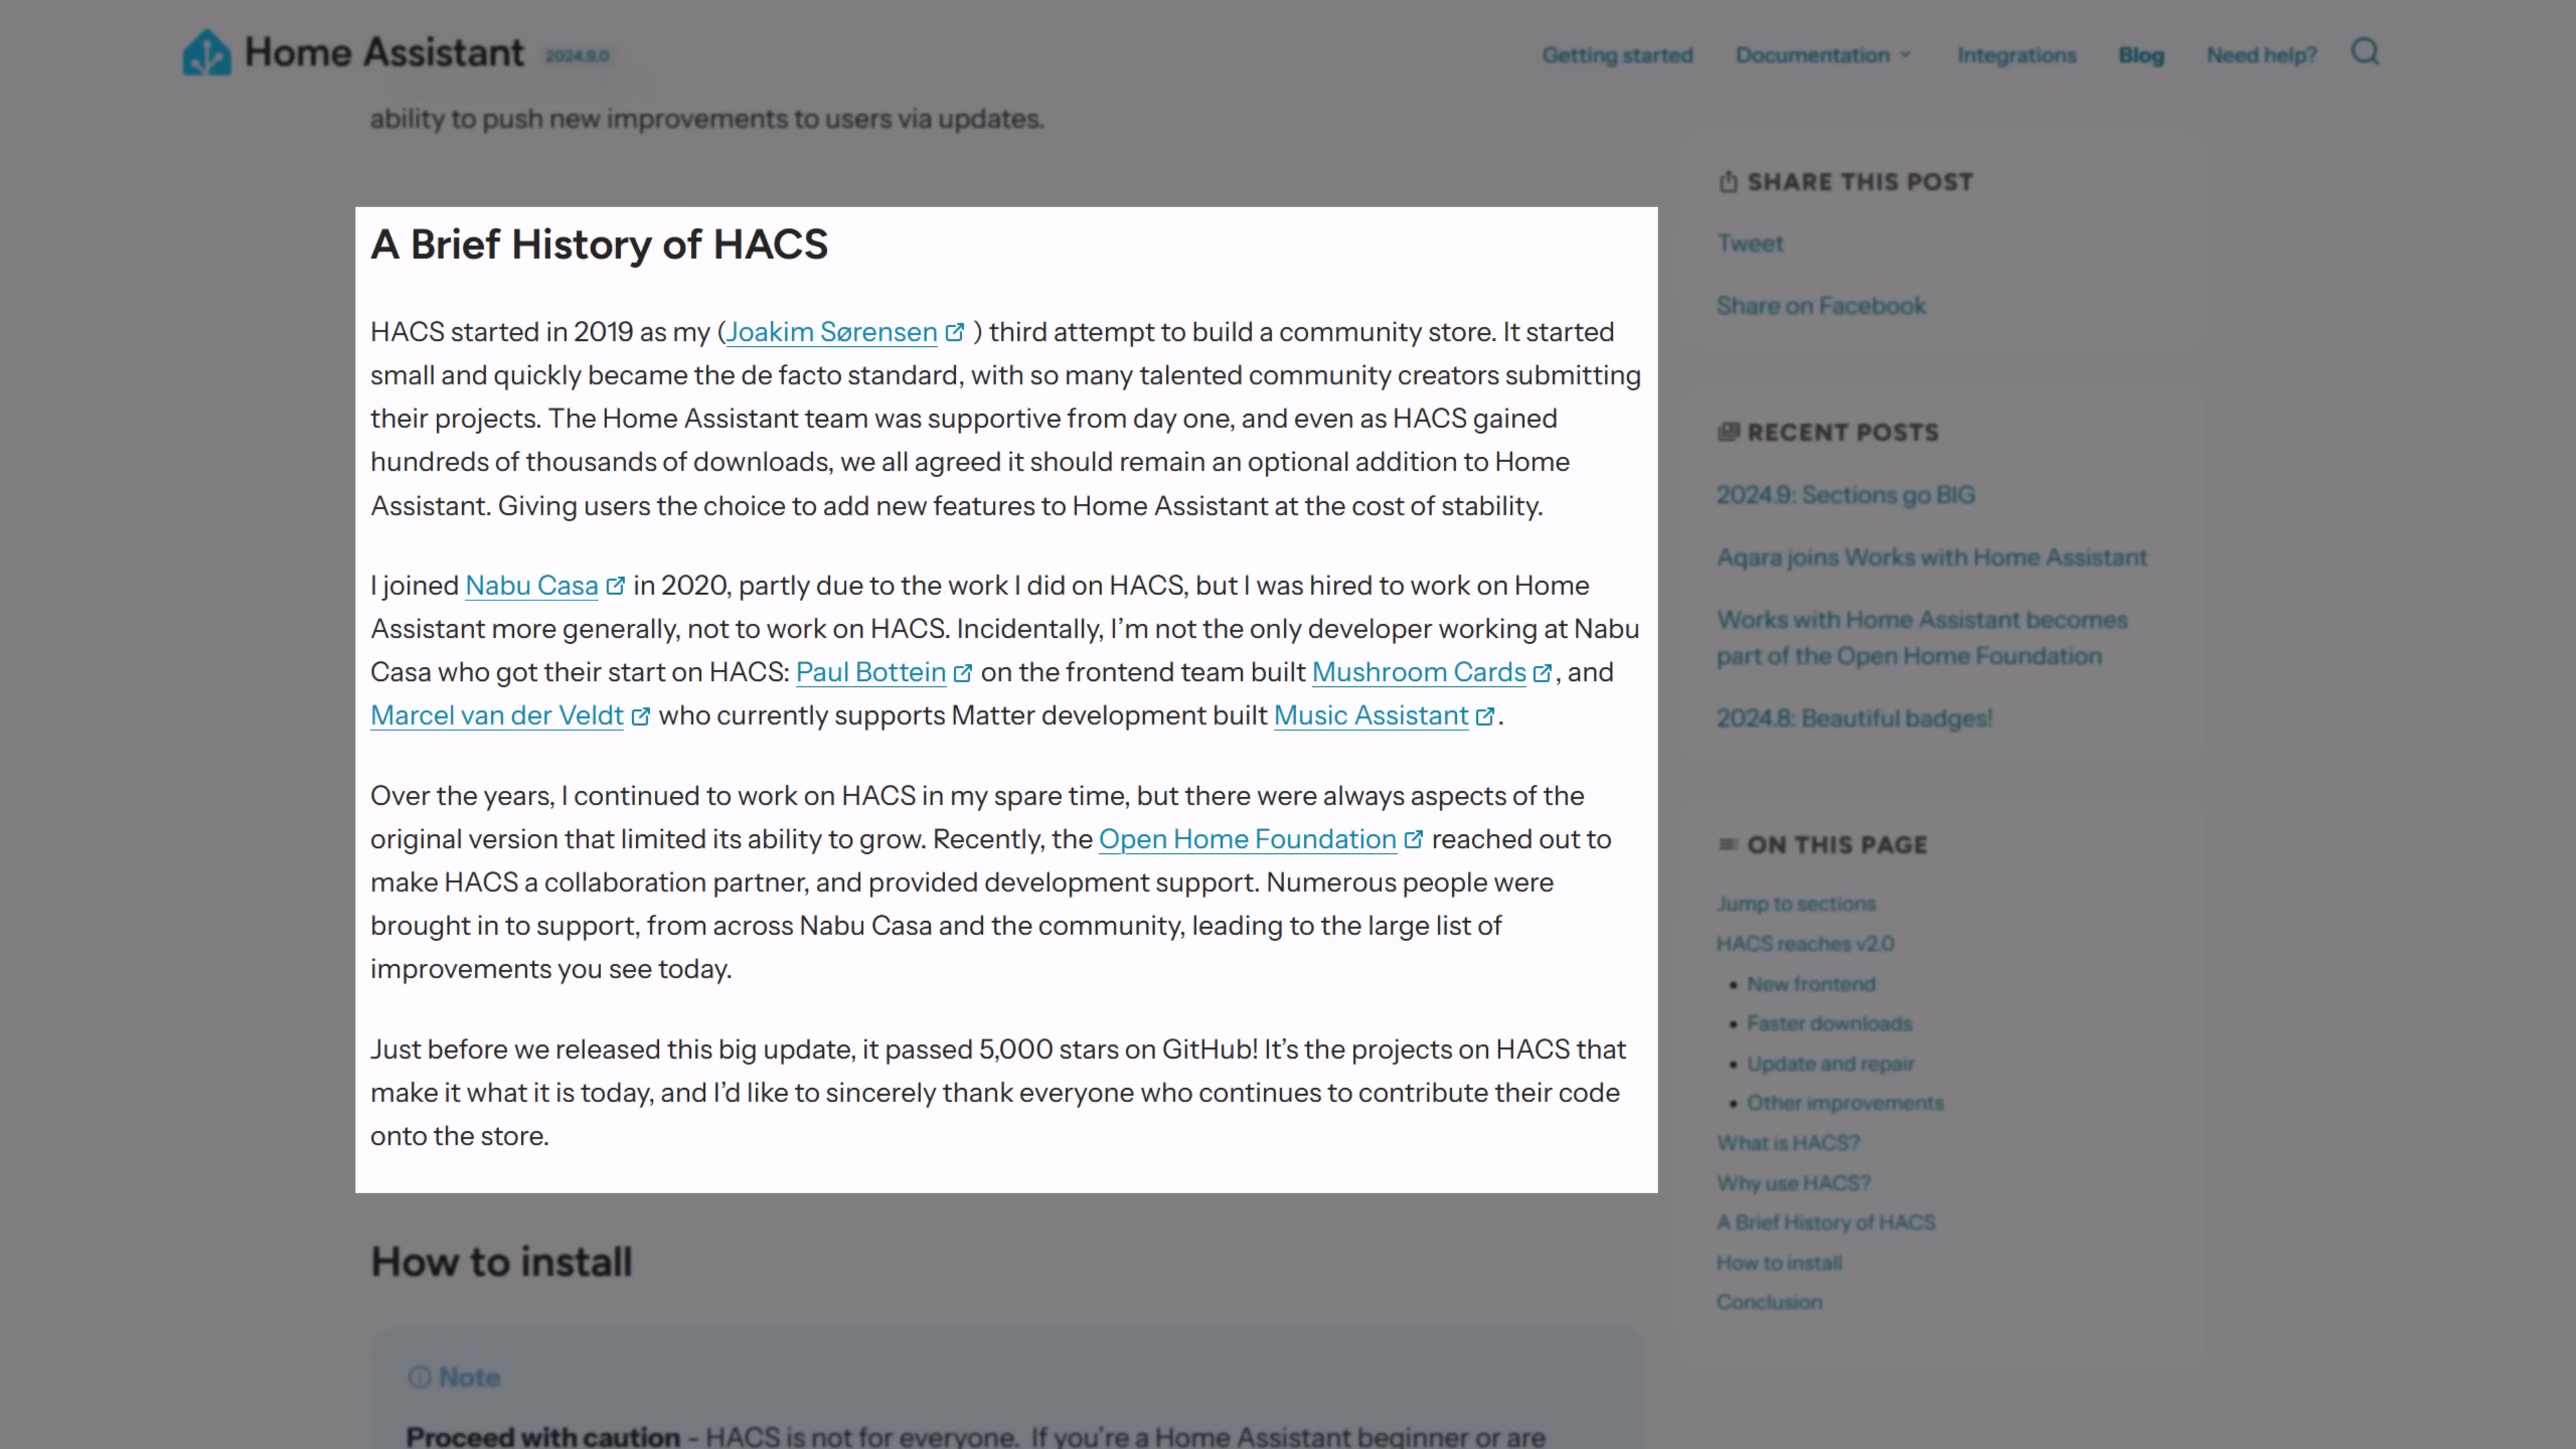 Home Assistant 2024.9.0
Getting started Documentation Integrations Blog Need help?
ability to push new improvements to users via updates.
A Brief History of HACS
HACS started in 2019 as my (Joakim Sørensen ) third attempt to build a community store. It started
small and quickly became the de facto standard, with so many talented community creators submitting
their projects. The Home Assistant team was supportive from day one, and even as HACS gained
hundreds of thousands of downloads, we all agreed it should remain an optional addition to Home
Assistant. Giving users the choice to add new features to Home Assistant at the cost of stability.
I joined Nabu Casa in 2020, partly due to the work I did on HACS, but I was hired to work on Home
Assistant more generally, not to work on HACS. Incidentally, I’m not the only developer working at Nabu
Casa who got their start on HACS: Paul Bottein on the frontend team built Mushroom Cards , and
Marcel van der Veldt who currently supports Matter development built Music Assistant .
Over the years, I continued to work on HACS in my spare time, but there were always aspects of the
original version that limited its ability to grow. Recently, the Open Home Foundation reached out to
make HACS a collaboration partner, and provided development support. Numerous people were
brought in to support, from across Nabu Casa and the community, leading to the large list of
improvements you see today.
Just before we released this big update, it passed 5,000 stars on GitHub! It’s the projects on HACS that
make it what it is today, and I’d like to sincerely thank everyone who continues to contribute their code
onto the store.
How to install
Note
Proceed with caution - HACS is not for everyone. If you’re a Home Assistant beginner or are
SHARE THIS POST
Tweet
Share on Facebook
RECENT POSTS
2024.9: Sections go BIG
Aqara joins Works with Home Assistant
Works with Home Assistant becomes
part of the Open Home Foundation
2024.8: Beautiful badges!
ON THIS PAGE
Jump to sections
HACS reaches v2.0
• New frontend
• Faster downloads
• Update and repair
• Other improvements
What is HACS?
Why use HACS?
A Brief History of HACS
How to install
Conclusion